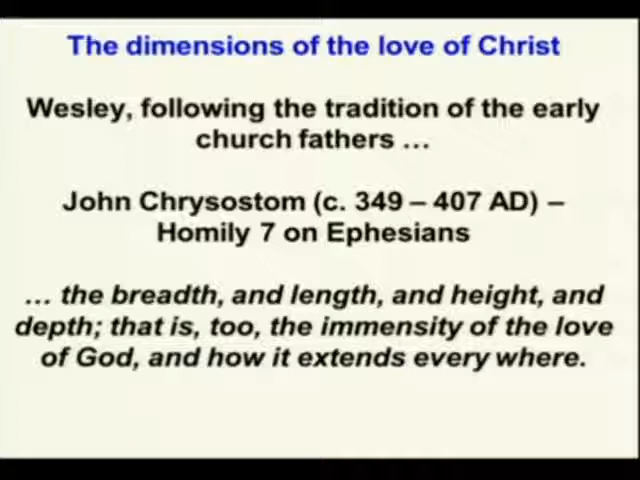 The dimensions of the love of Christ
Wesley, following the tradition of the early
church fathers …
John Chrysostom (c. 349 – 407 AD) –
Homily 7 on Ephesians
… the breadth, and length, and height, and
depth; that is, too, the immensity of the love
of God, and how it extends every where.